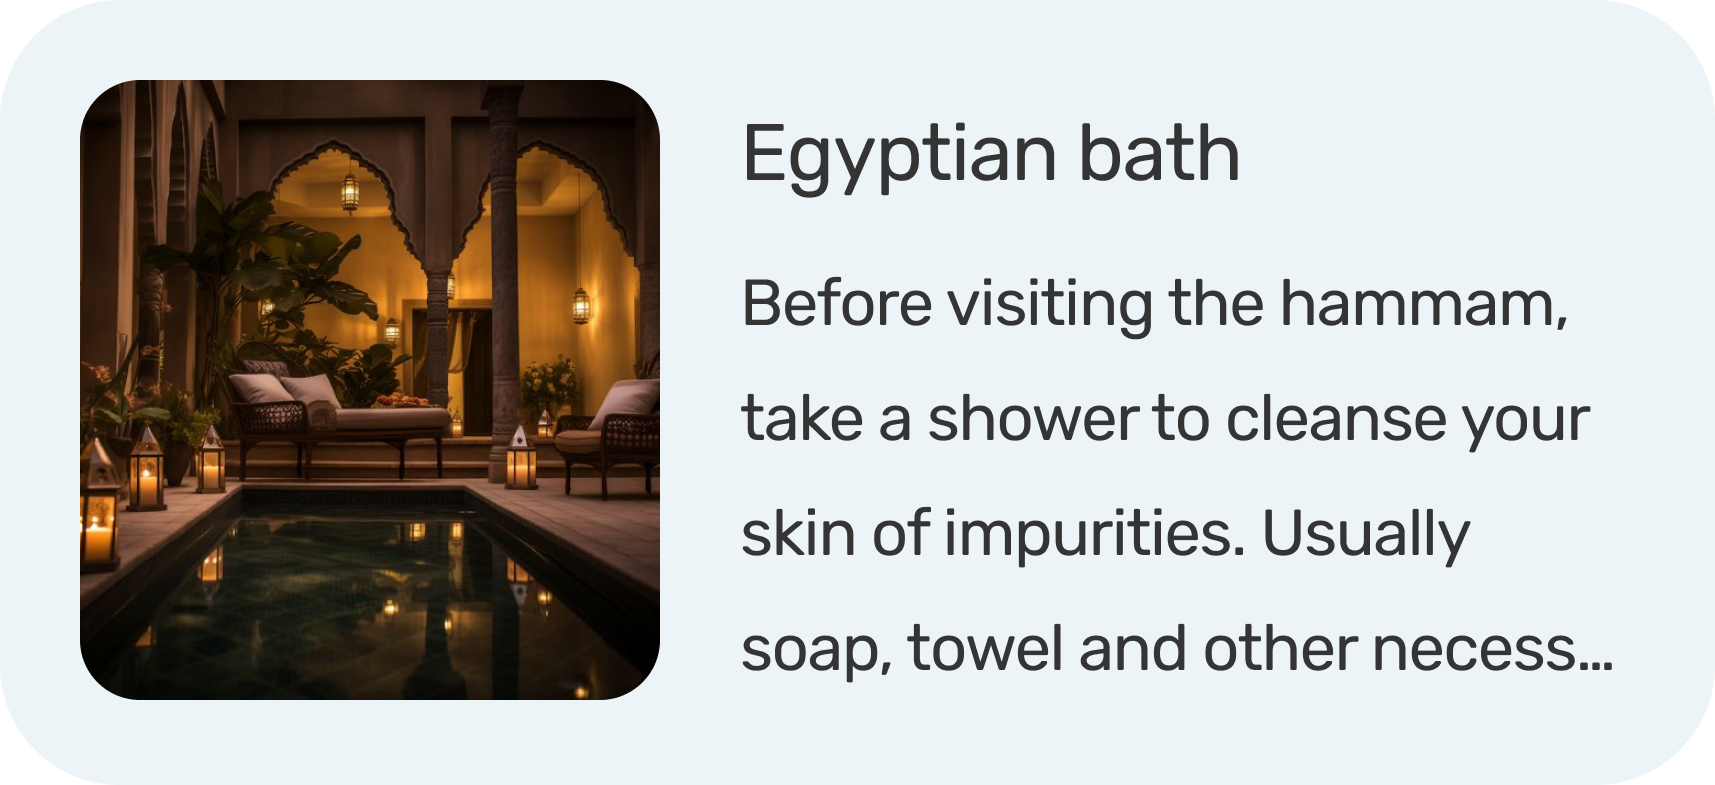 Egyptian bath
Before visiting the hammam,
take a shower to cleanse your
skin of impurities. Usually
soap, towel and other necess...